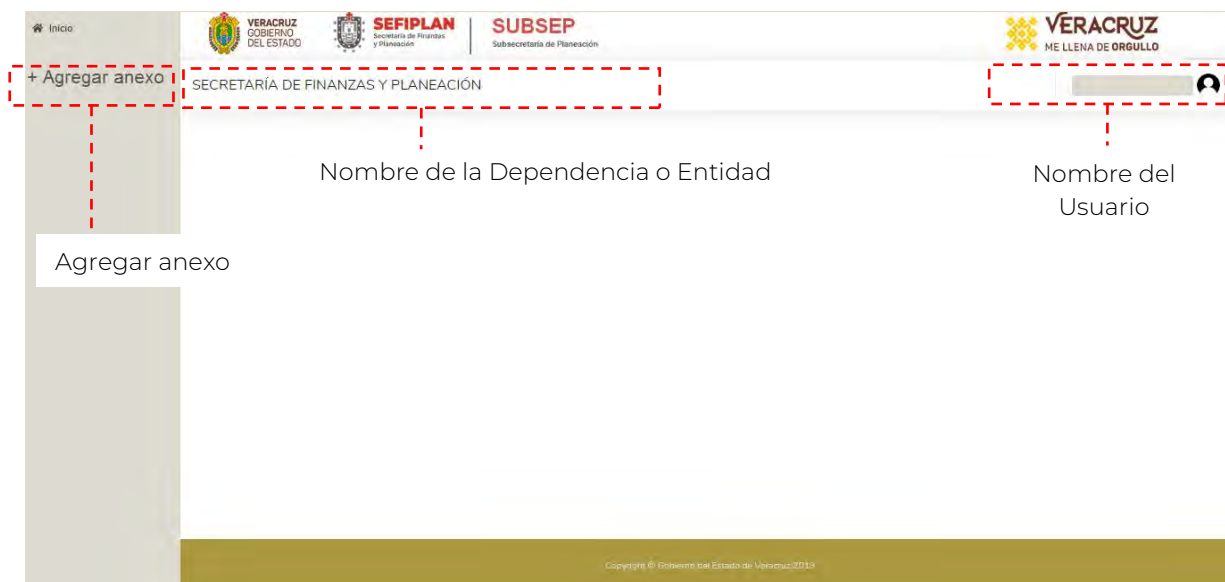 Inicio
VERACRUZ
GOBIERNO
DEL ESTADO
SEFIPLAN
Secretaría de Finanzas
y Planeación
SUBSEP
Subsecretaría de Planeación
VERACRUZ
ME LLENA DE ORGULLO
+ Agregar anexo
SECRETARÍA DE FINANZAS Y PLANEACIÓN
Nombre de la Dependencia o Entidad
Nombre del
Usuario
Agregar anexo
Copyright © Gobierno del Estado de Veracruz 2019